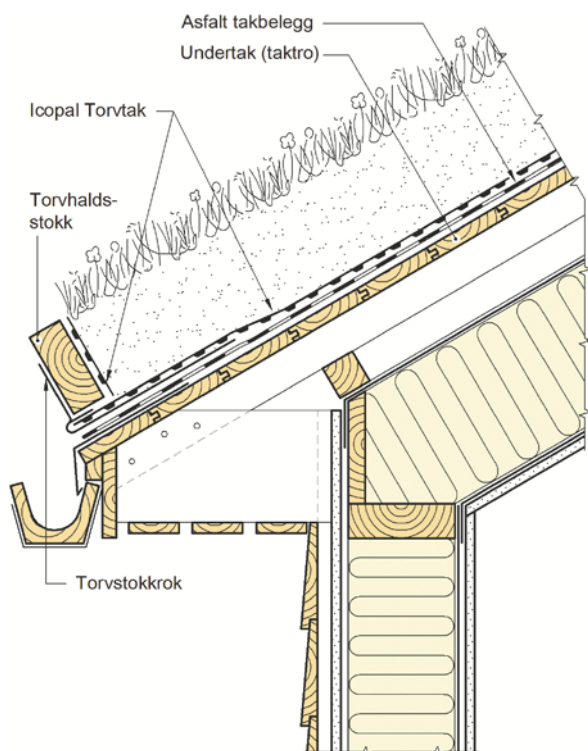 Asfalt takbelegg
Undertak (taktro)
Icopal Torvtak
Torvhalds-
stokk
Torvstokkrok